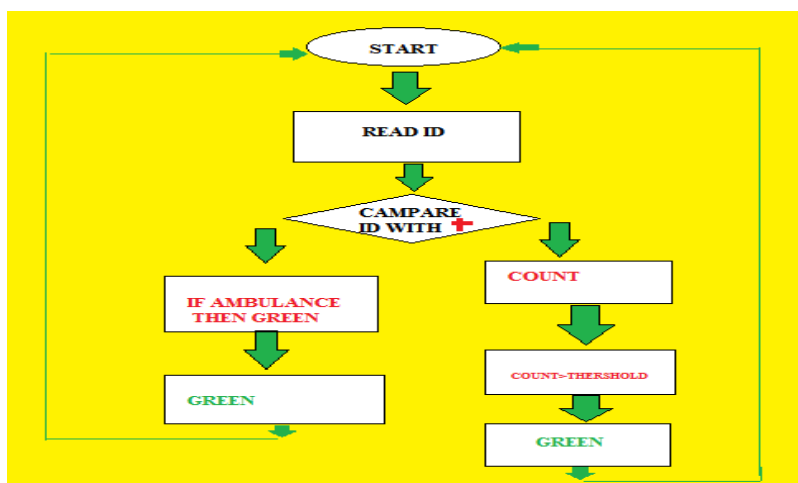 START
READ ID
CAMPARE
ID WITH
IF AMBULANCE
THEN GREEN
GREEN
COUNT
COUNT>-THERSHOLD
GREEN